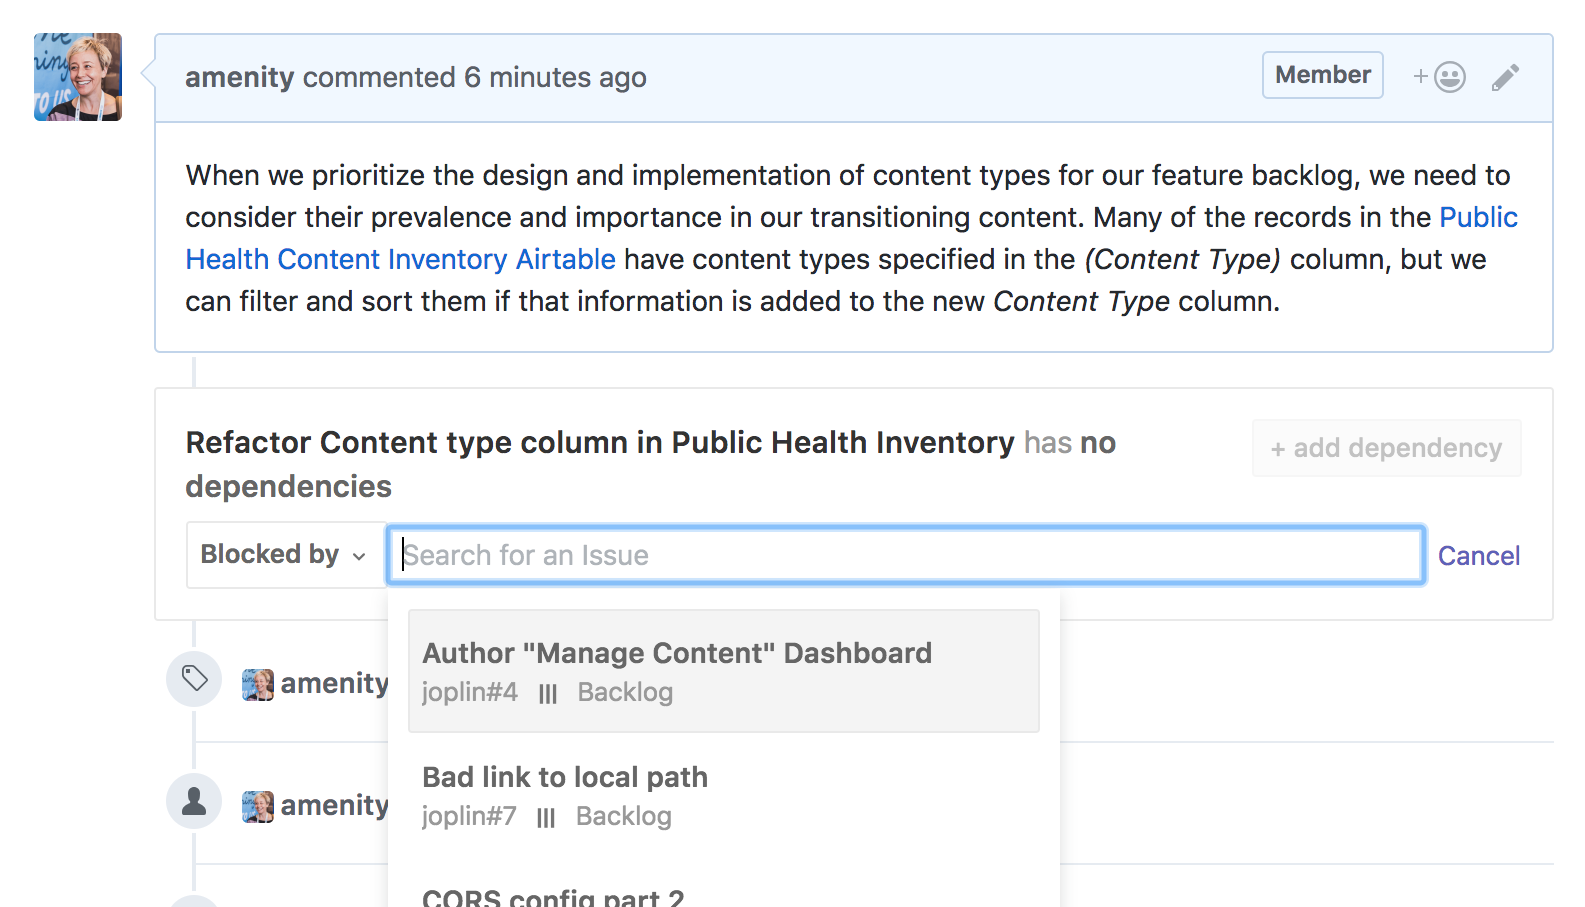 amenity commented 6 minutes ago
Member
When we prioritize the design and implementation of content types for our feature backlog, we need to
consider their prevalence and importance in our transitioning content. Many of the records in the Public
Health Content Inventory Airtable have content types specified in the (Content Type) column, but we
can filter and sort them if that information is added to the new Content Type column.
Refactor Content type column in Public Health Inventory has no
dependencies
+ add dependency
Blocked by
Search for an Issue
Cancel
Author "Manage Content" Dashboard
joplin#4 Backlog
amenity
Bad link to local path
joplin#7 Backlog
amenity
CORS config part 2